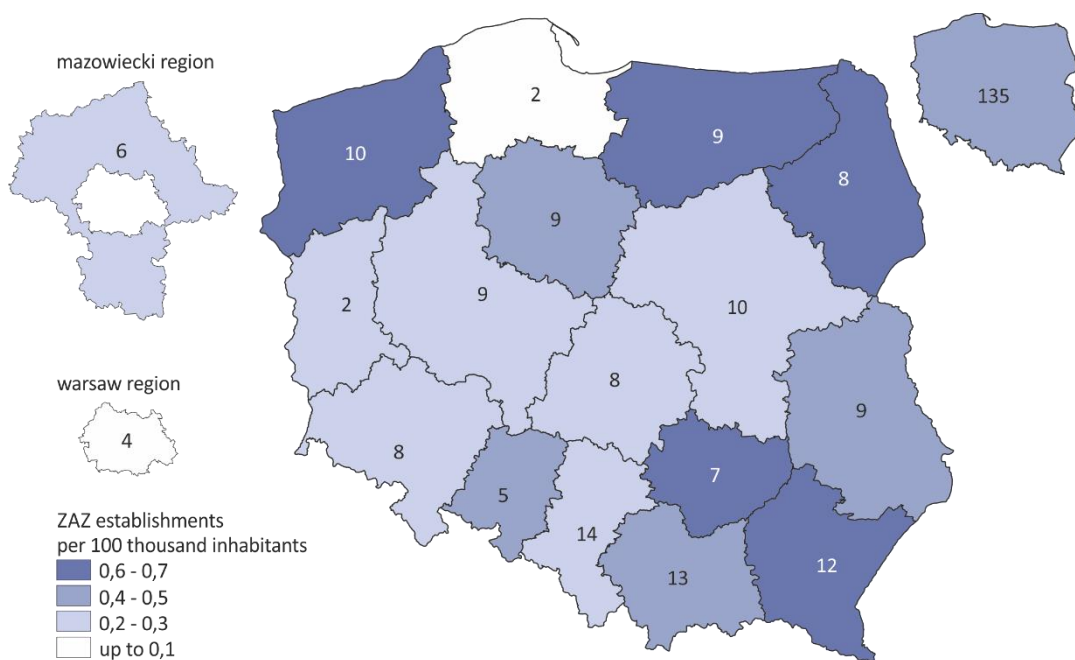 mazowiecki region
6
warsaw region
4
ZAZ establishments
per 100 thousand inhabitants
0,6 - 0,7
0,4 - 0,5
0,2 - 0,3
up to 0,1
2
10
9
8
9
2
9
10
8
9
8
5
7
14
13
12
135